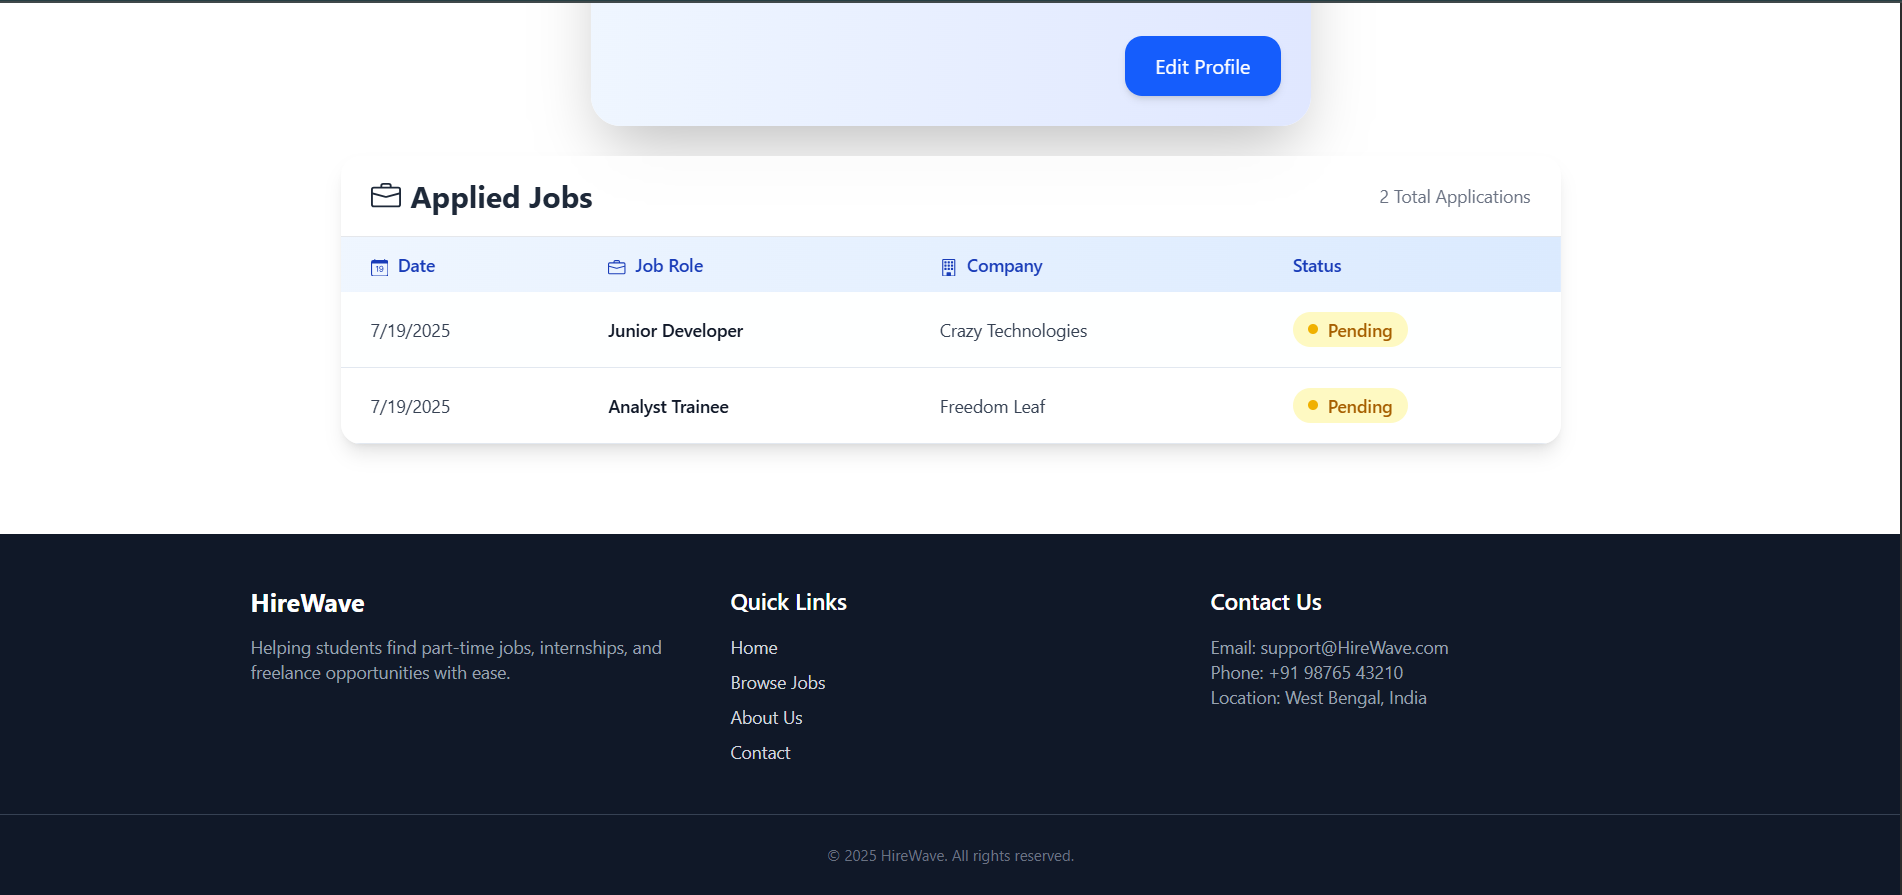 Edit Profile
Applied Jobs
2 Total Applications
19 Date Job Role Company Status
7/19/2025 Junior Developer Crazy Technologies Pending
7/19/2025 Analyst Trainee Freedom Leaf Pending
HireWave
Helping students find part-time jobs, internships, and
freelance opportunities with ease.
Quick Links
Home
Browse Jobs
About Us
Contact
Contact Us
Email: support@HireWave.com
Phone: +91 98765 43210
Location: West Bengal, India
© 2025 HireWave. All rights reserved.